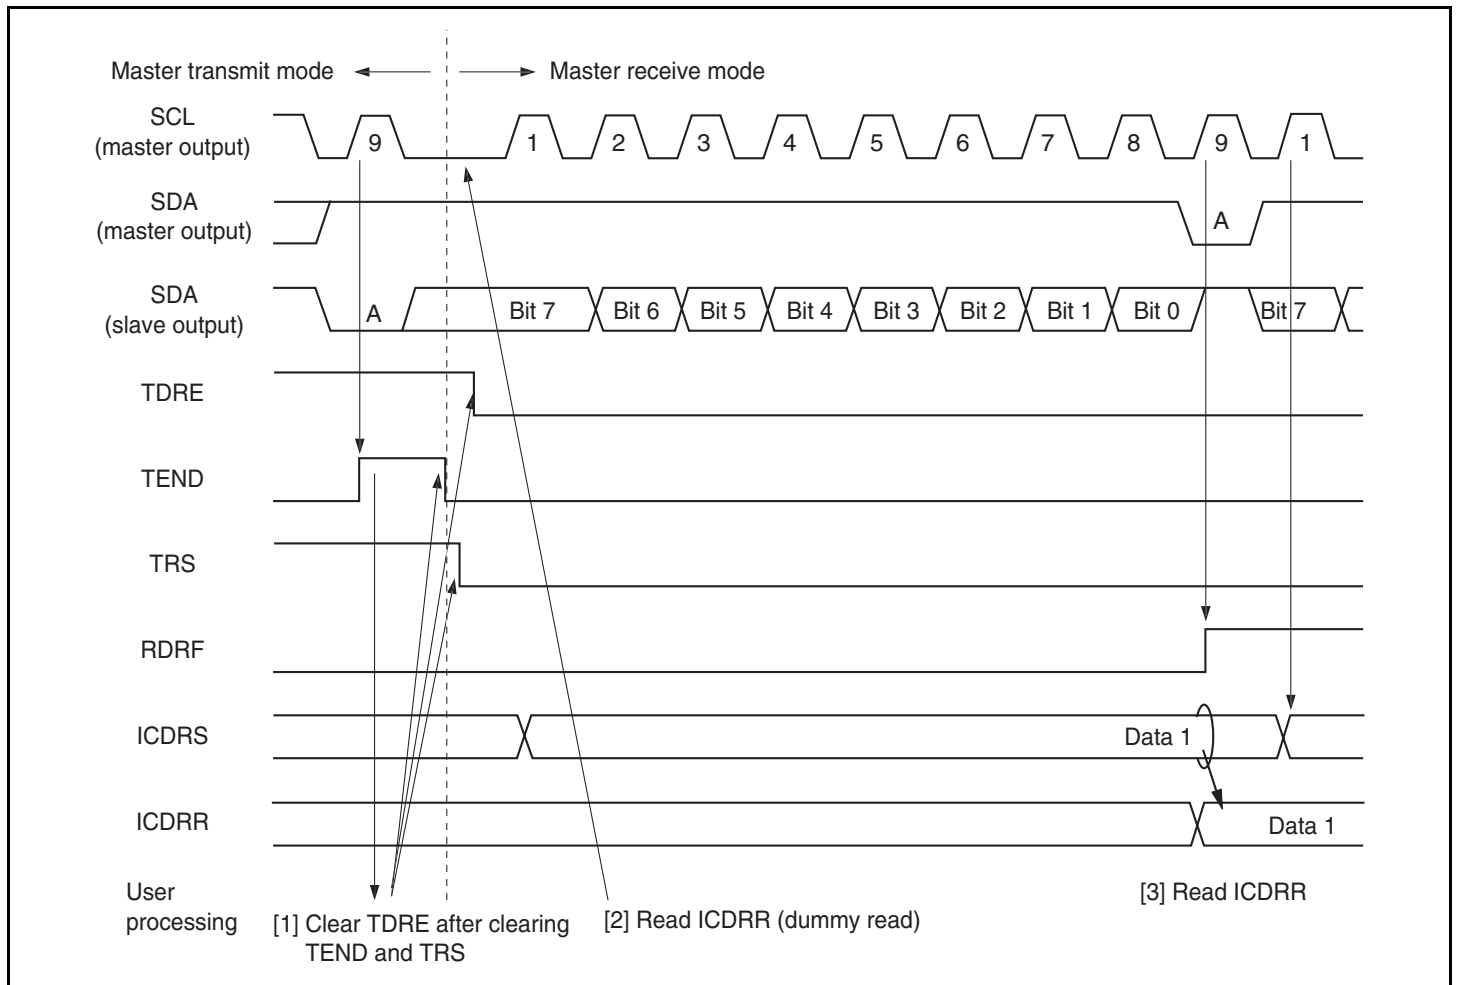 Master transmit mode
Master receive mode
SCL
(master output)
9
1
2
3
4
5
6
7
8
9
1
SDA
(master output)
A
SDA
(slave output)
A
Bit 7
Bit 6
Bit 5
Bit 4
Bit 3
Bit 2
Bit 1
Bit 0
Bit 7
TDRE
TEND
TRS
RDRF
ICDRS
Data 1
ICDRR
Data 1
User
processing
[1] Clear TDRE after clearing
TEND and TRS
[2] Read ICDRR (dummy read)
[3] Read ICDRR